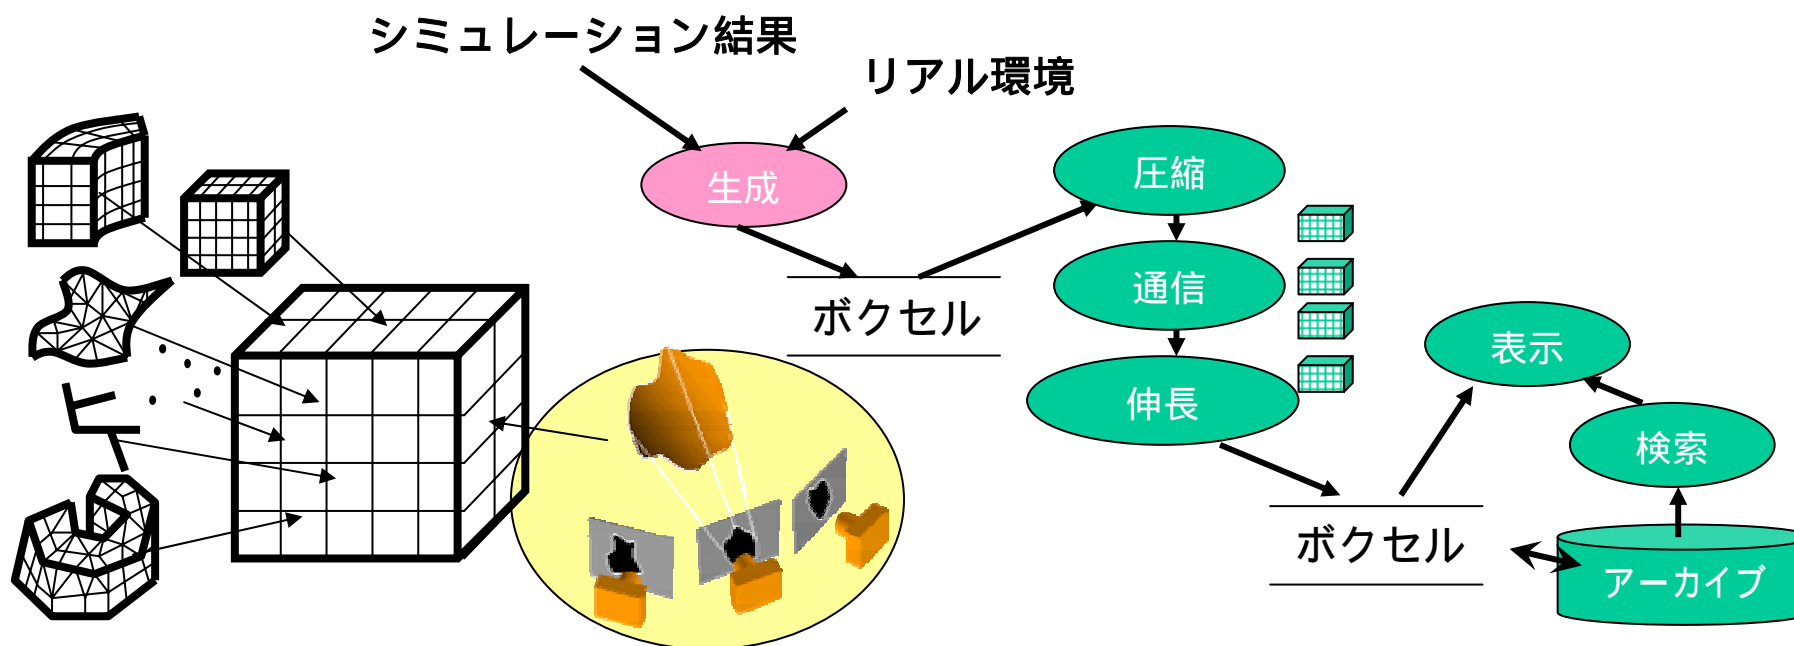 シミュレーション結果
リアル環境
生成
ボクセル
圧縮
通信
伸長
ボクセル
表示
検索
アーカイブ